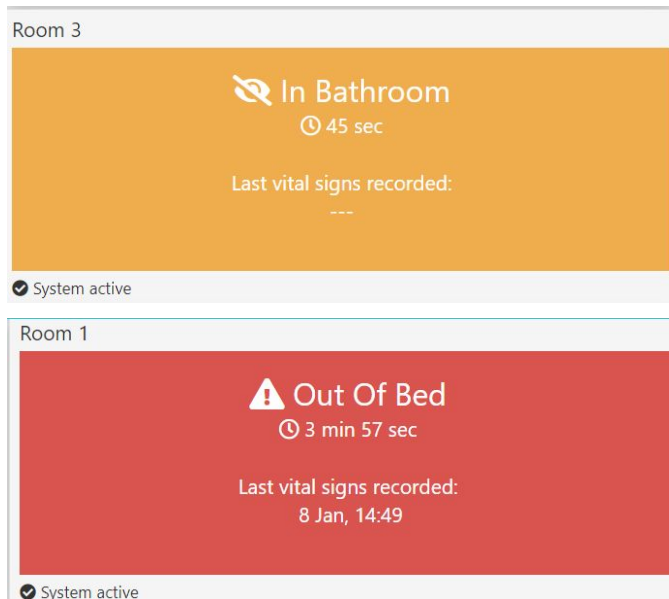 Room 3
In Bathroom
45 sec
Last vital signs recorded:
---
System active
Room 1
Out Of Bed
3 min 57 sec
Last vital signs recorded:
8 Jan, 14:49
System active